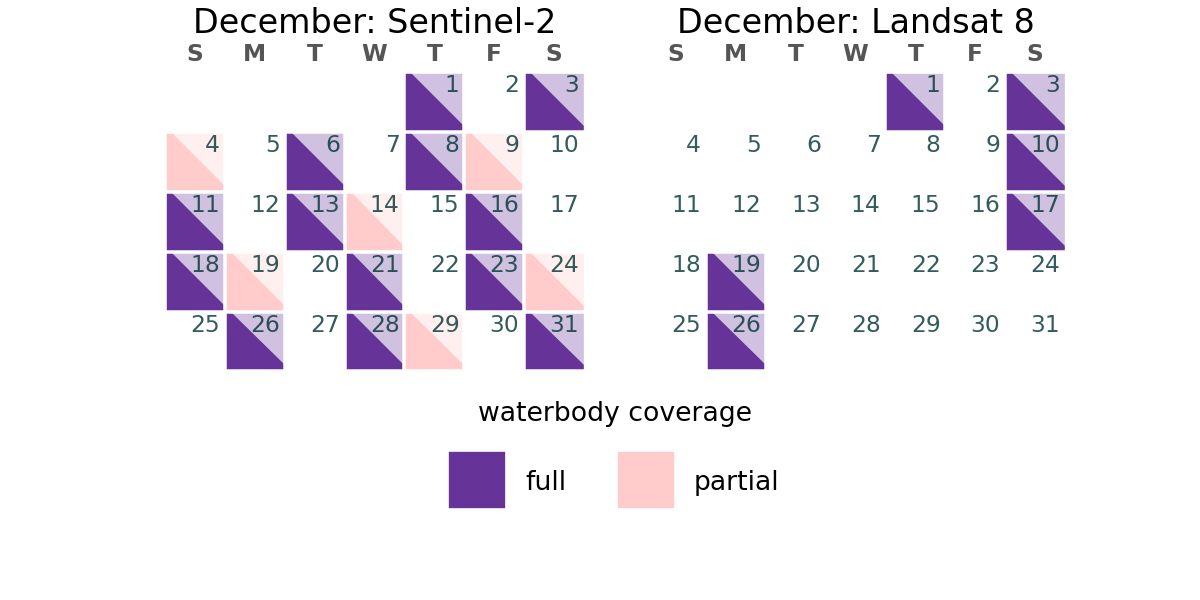 December: Sentinel-2
S M T W T F S
1 2 3
4 5 6 7 8 9 10
11 12 13 14 15 16 17
18 19 20 21 22 23 24
25 26 27 28 29 30 31
December: Landsat 8
S M T W T F S
1 2 3
4 5 6 7 8 9 10
11 12 13 14 15 16 17
18 19 20 21 22 23 24
25 26 27 28 29 30 31
waterbody coverage
full partial